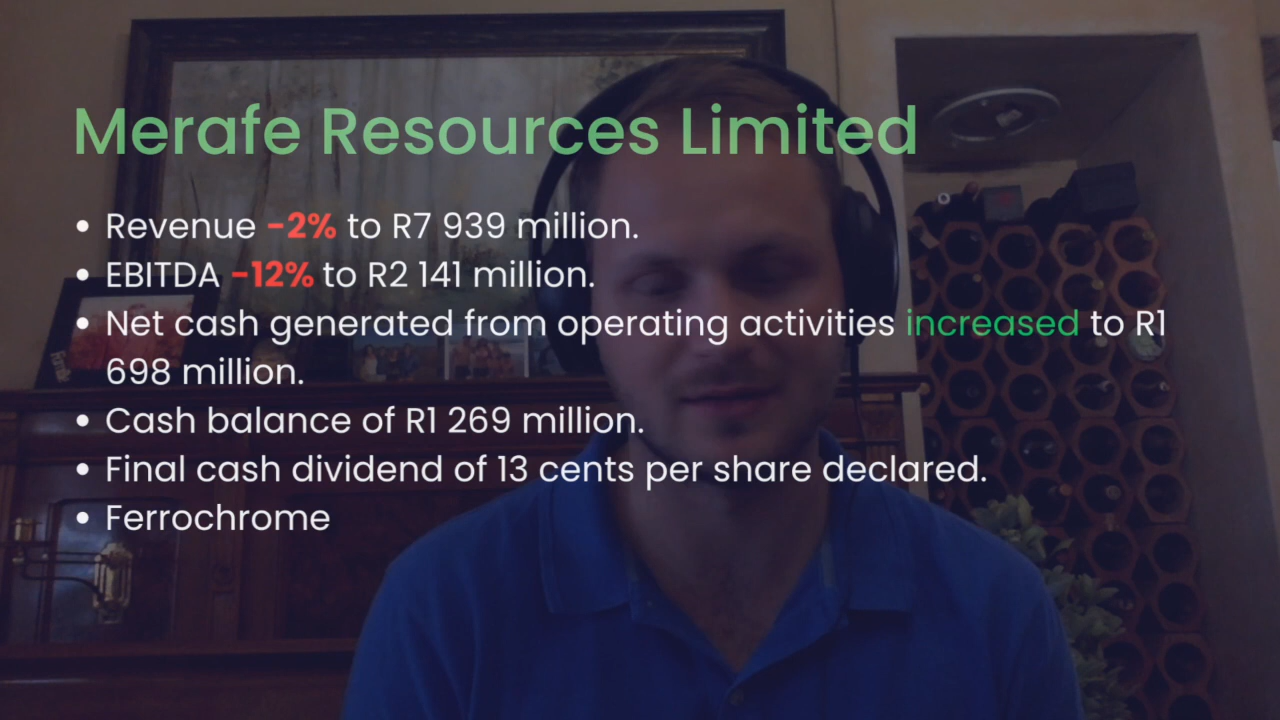 Merafe Resources Limited
• Revenue -2% to R7 939 million.
• EBITDA -12% to R2 141 million.
• Net cash generated from operating activities increased to R1
698 million.
• Cash balance of R1 269 million.
• Final cash dividend of 13 cents per share declared.
• Ferrochrome